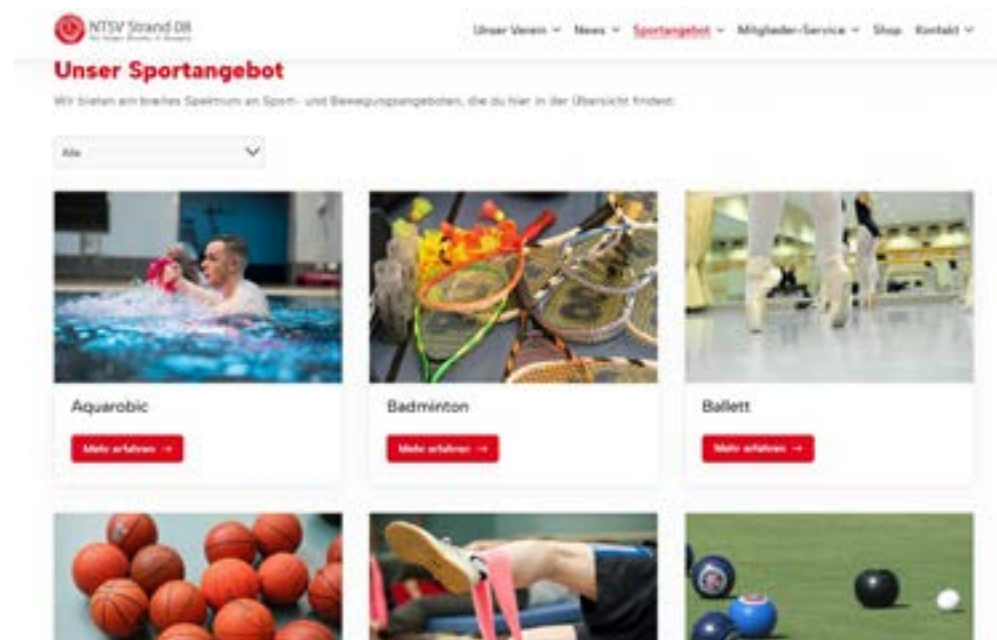 NTSV Strand 08
Unser Verein News Sportangebot Mitglieder-Service Shop Kontakt
Unser Sportangebot
Wir bieten ein breites Spektrum an Sport- und Bewegungsangeboten, die du hier in der Übersicht findest:
Alle
Aquarobic Badminton Ballett
Mehr erfahren → Mehr erfahren → Mehr erfahren →